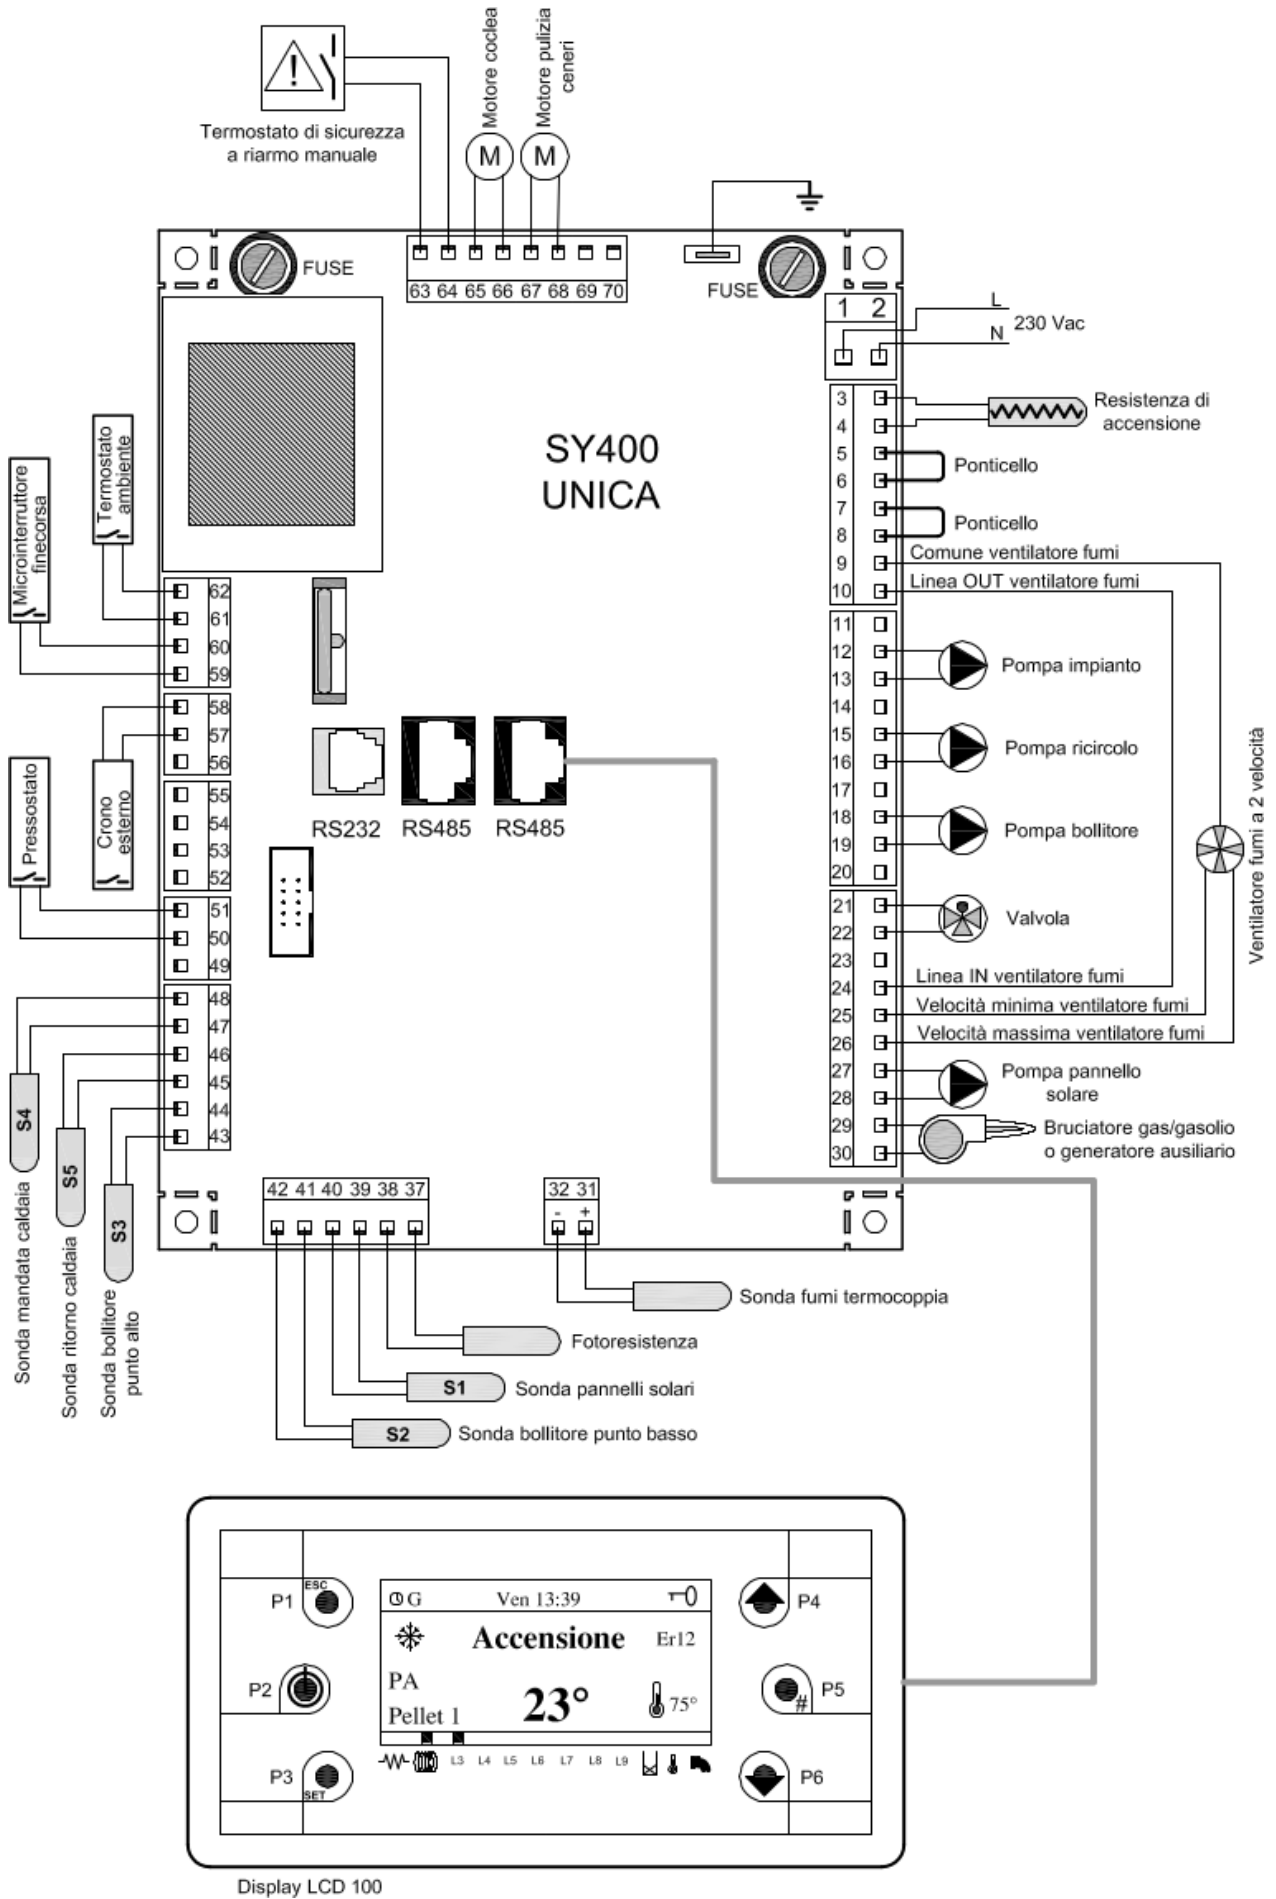 Motore coclea
Motore pulizia
ceneri
Termostato di sicurezza
a riarmo manuale
M
M
FUSE
FUSE
63 64 65 66 67 68 69 70
1 2
L
N
230 Vac
SY400
UNICA
3
4
5
6
7
8
9
10
Resistenza di
accensione
Ponticello
Ponticello
Comune ventilatore fumi
Linea OUT ventilatore fumi
11
12
13
14
15
16
17
18
19
20
Pompa impianto
Pompa ricircolo
Pompa bollitore
Ventilatore fumi a 2 velocità
21
22
23
24
25
26
27
28
29
30
Valvola
Linea IN ventilatore fumi
Velocità minima ventilatore fumi
Velocità massima ventilatore fumi
Pompa pannello
solare
Bruciatore gas/gasolio
o generatore ausiliario
Termostato
ambiente
Microinterruttore
finecorsa
62
61
60
59
58
57
56
55
54
53
52
51
50
49
48
47
46
45
44
43
Pressostato
Crono
esterno
RS232
RS485
RS485
S4
S5
S3
Sonda mandata caldaia
Sonda ritorno caldaia
Sonda bollitore
punto alto
42 41 40 39 38 37
32 31
- +
Sonda fumi termocoppia
Fotoresistenza
S1
Sonda pannelli solari
S2
Sonda bollitore punto basso
P1
ESC
P2
P3
SET
G
Ven 13:39
Accensione
Er12
PA
Pellet 1
23°
75°
L3 L4 L5 L6 L7 L8 L9
P4
P5
#
P6
Display LCD 100